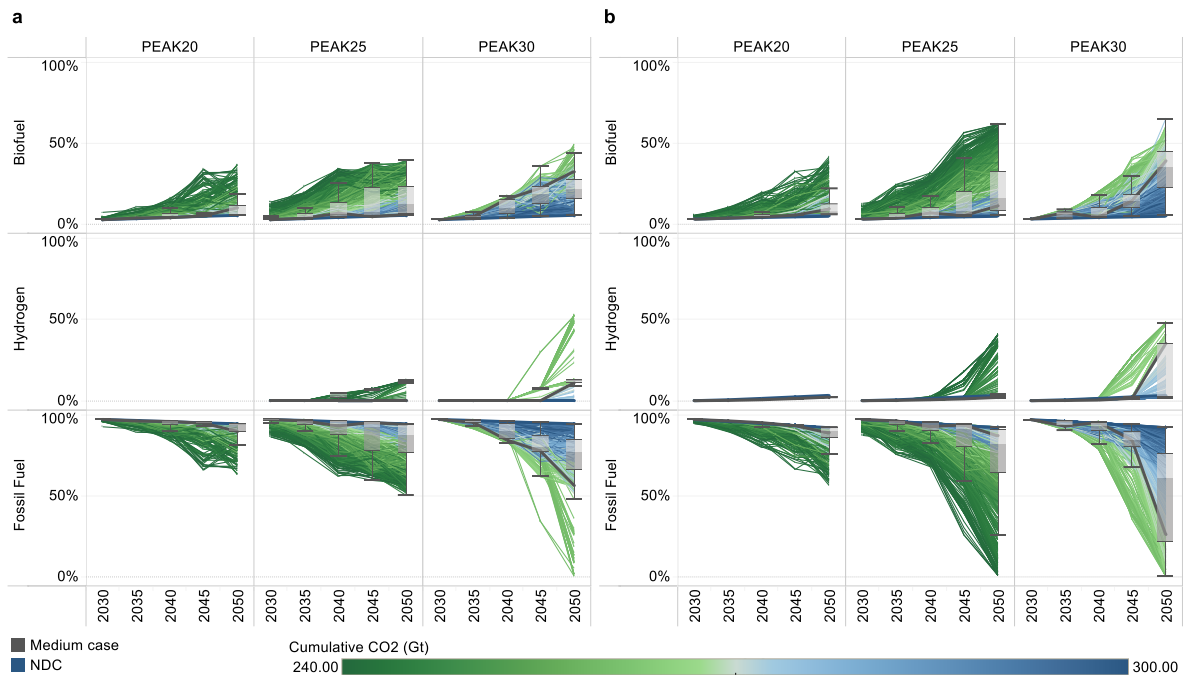 a
b
PEAK20 PEAK25 PEAK30 PEAK20 PEAK25 PEAK30
Biofuel
100%
50%
0%
Biofuel
100%
50%
0%
Hydrogen
100%
50%
0%
Hydrogen
100%
50%
0%
Fossil Fuel
100%
50%
0%
Fossil Fuel
100%
50%
0%
2030 2035 2040 2045 2050 2030 2035 2040 2045 2050 2030 2035 2040 2045 2050 2030 2035 2040 2045 2050 2030 2035 2040 2045 2050 2030 2035 2040 2045 2050
Medium case
NDC
Cumulative CO2 (Gt)
240.00 300.00